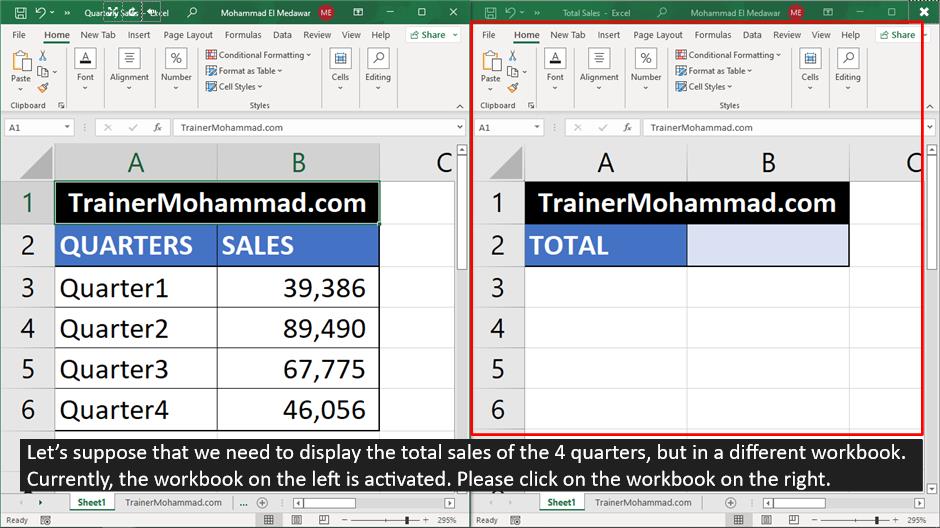 Quarterly Sales - Excel
Mohammad El Medawar ME
File Home New Tab Insert Page Layout Formulas Data Review View Help Share
Paste
Font
Alignment
Number
Conditional Formatting
Format as Table
Cell Styles
Cells
Editing
Clipboard
Styles
A1
fx
TrainerMohammad.com
A B C
1 TrainerMohammad.com
2 QUARTERS SALES
3 Quarter1 39,386
4 Quarter2 89,490
5 Quarter3 67,775
6 Quarter4 46,056
Sheet1 TrainerMohammad.com ...
Ready
295%
Total Sales - Excel
Mohammad El Medawar ME
File Home New Tab Insert Page Layout Formulas Data Review View Help Share
Paste
Font
Alignment
Number
Conditional Formatting
Format as Table
Cell Styles
Cells
Editing
Clipboard
Styles
A1
fx
TrainerMohammad.com
A B C
1 TrainerMohammad.com
2 TOTAL
3
4
5
6
Sheet1 TrainerMohammad.com
Ready
295%
Let’s suppose that we need to display the total sales of the 4 quarters, but in a different workbook.
Currently, the workbook on the left is activated. Please click on the workbook on the right.